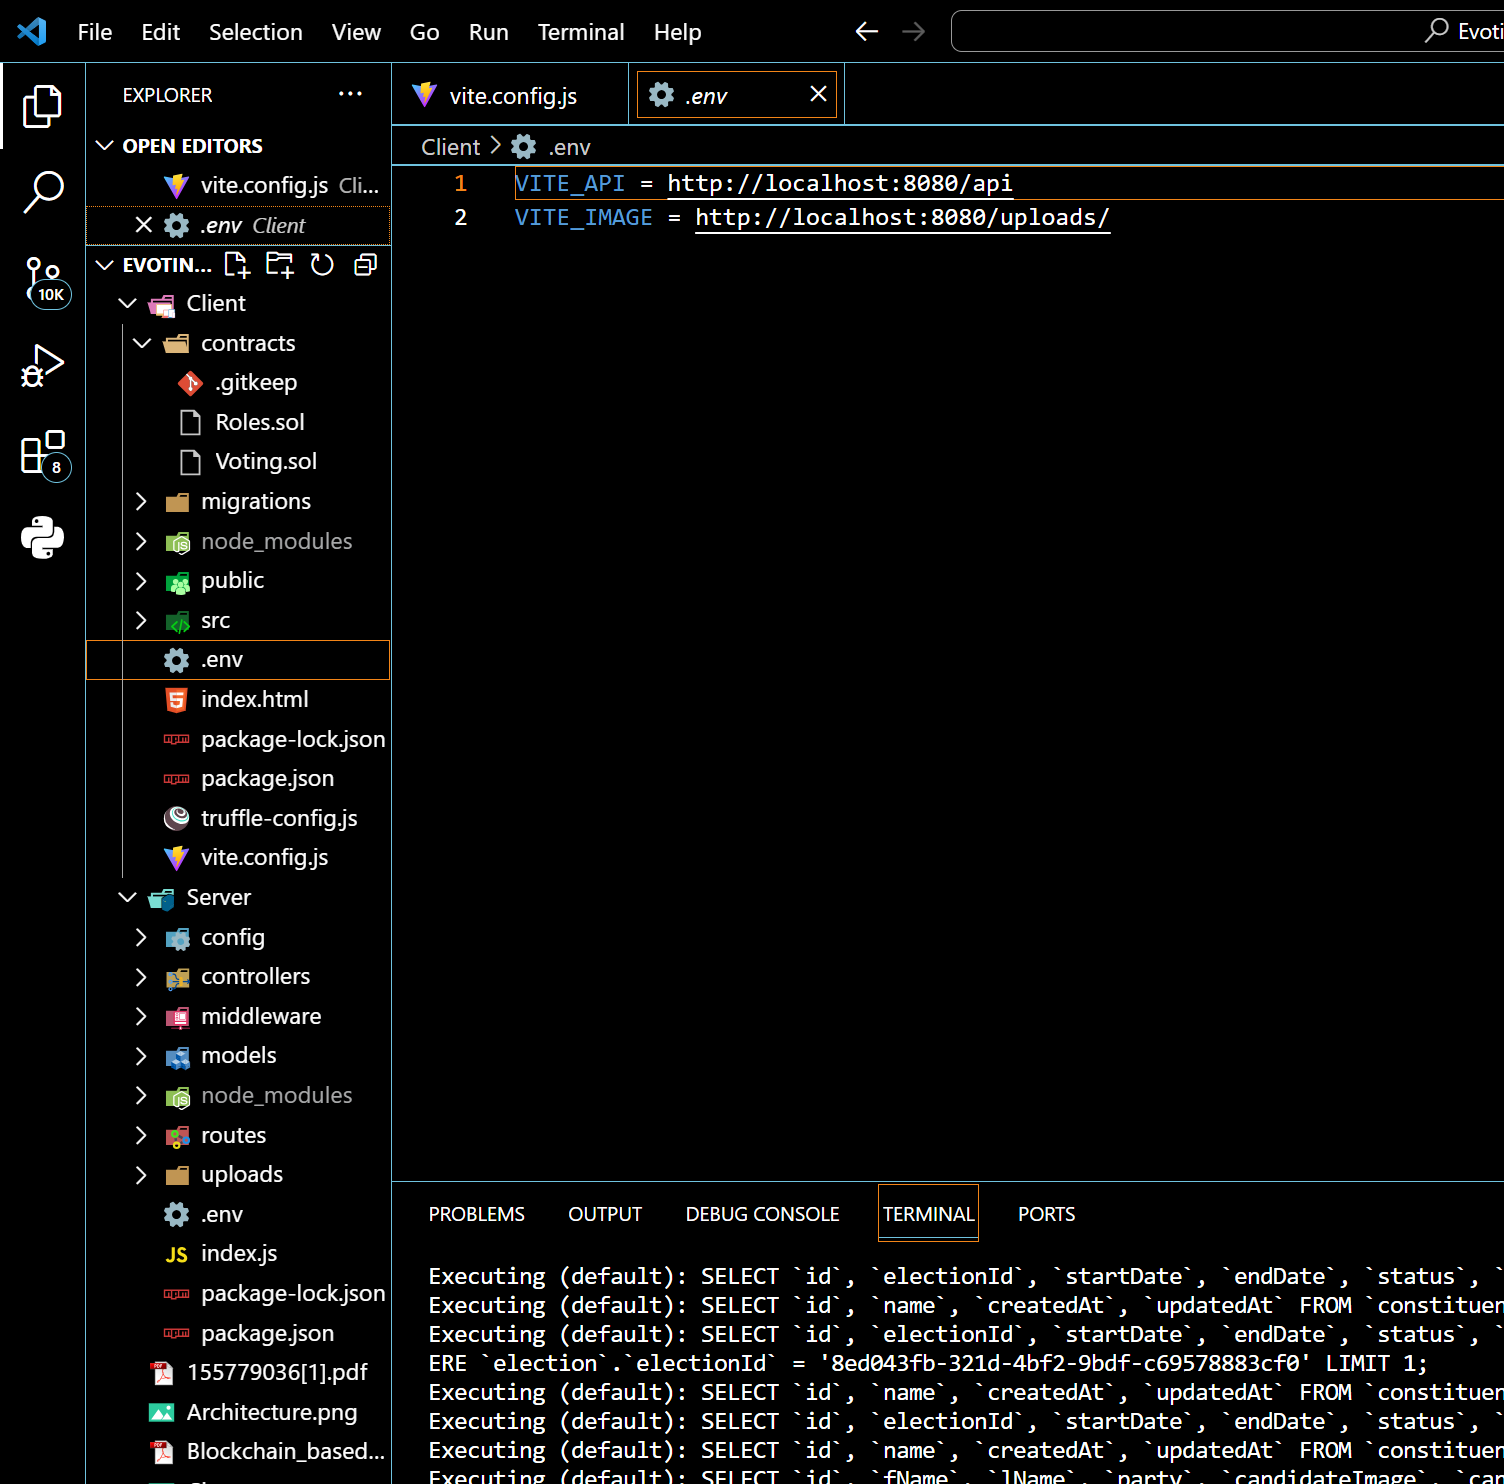 File Edit Selection View Go Run Terminal Help
Evoti
EXPLORER
OPEN EDITORS
vite.config.js Cli...
.env Client
EVOTIN...
Client
contracts
.gitkeep
Roles.sol
Voting.sol
migrations
node_modules
public
src
.env
index.html
package-lock.json
package.json
truffle-config.js
vite.config.js
Server
config
controllers
middleware
models
node_modules
routes
uploads
.env
index.js
package-lock.json
package.json
155779036[1].pdf
Architecture.png
Blockchain_based...
10K
8
vite.config.js
.env
Client > .env
1 VITE_API = http://localhost:8080/api
2 VITE_IMAGE = http://localhost:8080/uploads/
PROBLEMS OUTPUT DEBUG CONSOLE TERMINAL PORTS
Executing (default): SELECT `id`, `electionId`, `startDate`, `endDate`, `status`, `
Executing (default): SELECT `id`, `name`, `createdAt`, `updatedAt` FROM `constituen
Executing (default): SELECT `id`, `electionId`, `startDate`, `endDate`, `status`, `
ERE `election`.`electionId` = '8ed043fb-321d-4bf2-9bdf-c69578883cf0' LIMIT 1;
Executing (default): SELECT `id`, `name`, `createdAt`, `updatedAt` FROM `constituen
Executing (default): SELECT `id`, `electionId`, `startDate`, `endDate`, `status`, `
Executing (default): SELECT `id`, `name`, `createdAt`, `updatedAt` FROM `constituen
Executing (default): SELECT `id`, `fName`, `lName`, `party`, `candidateImage`, `can